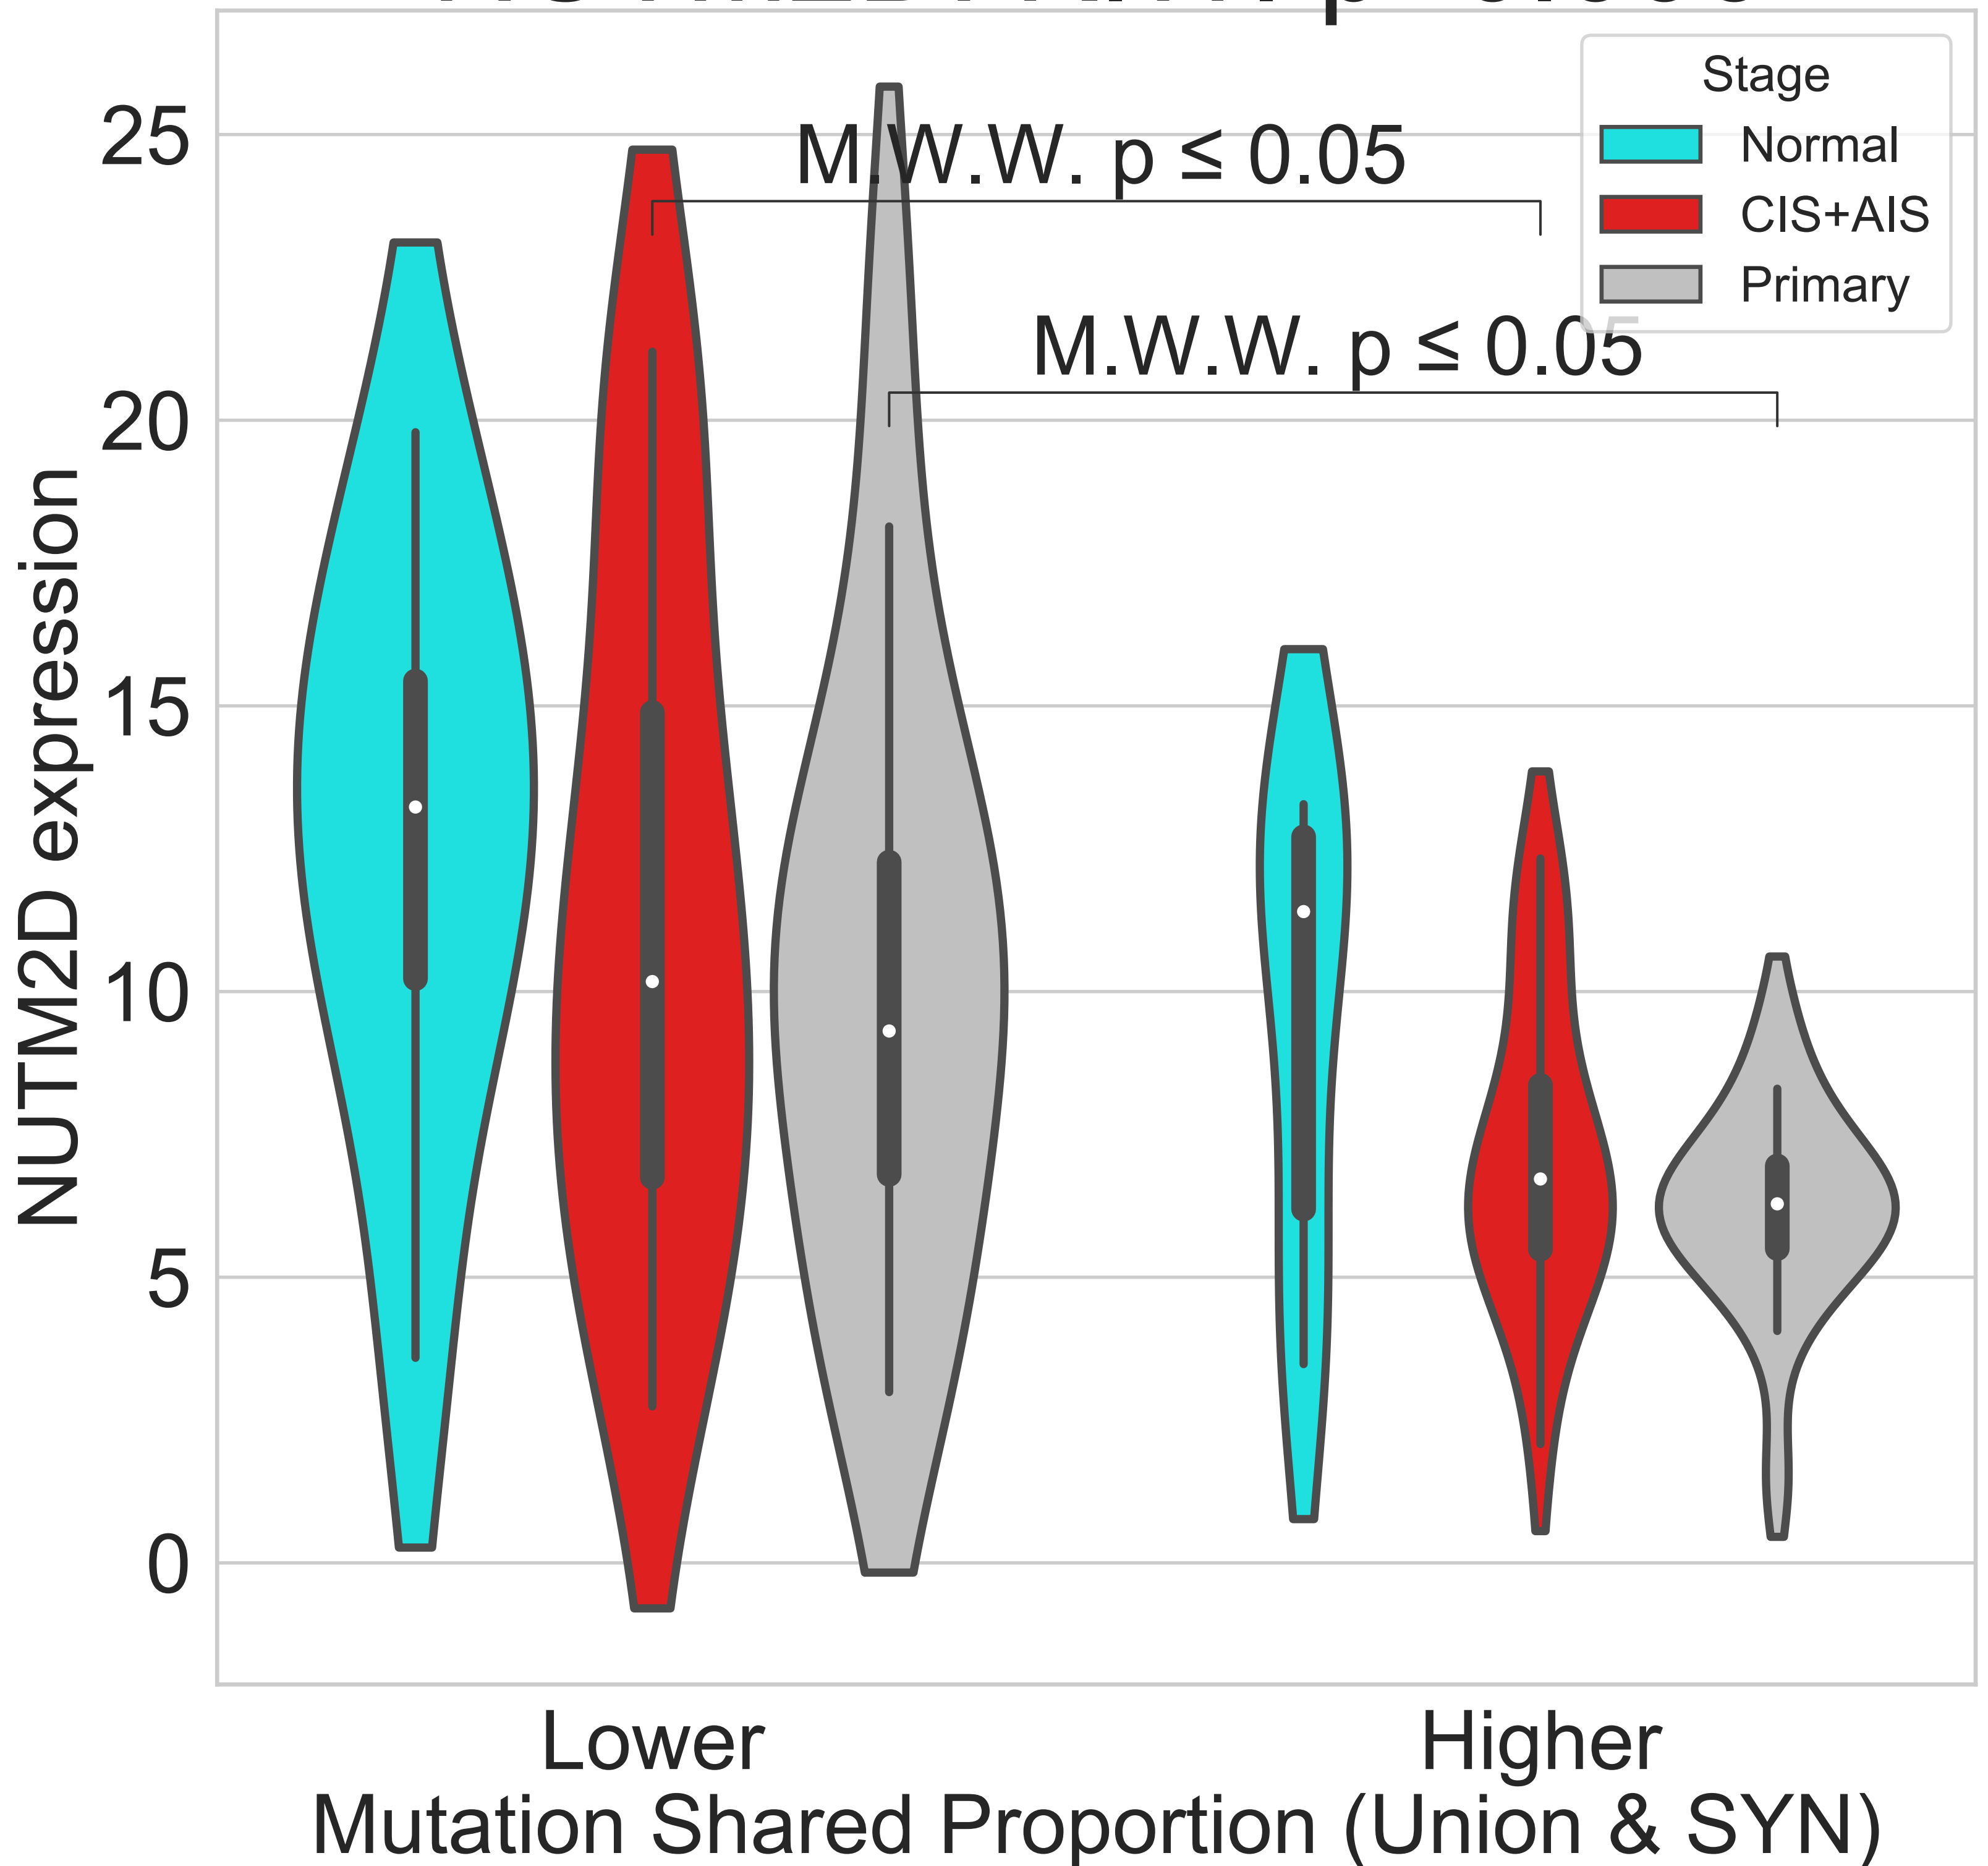 Stage
Normal
CIS+AIS
Primary
M.W.W. p ≤ 0.05
M.W.W. p ≤ 0.05
25
20
15
10
5
0
NUTM2D expression
Lower
Higher
Mutation Shared Proportion (Union & SYN)